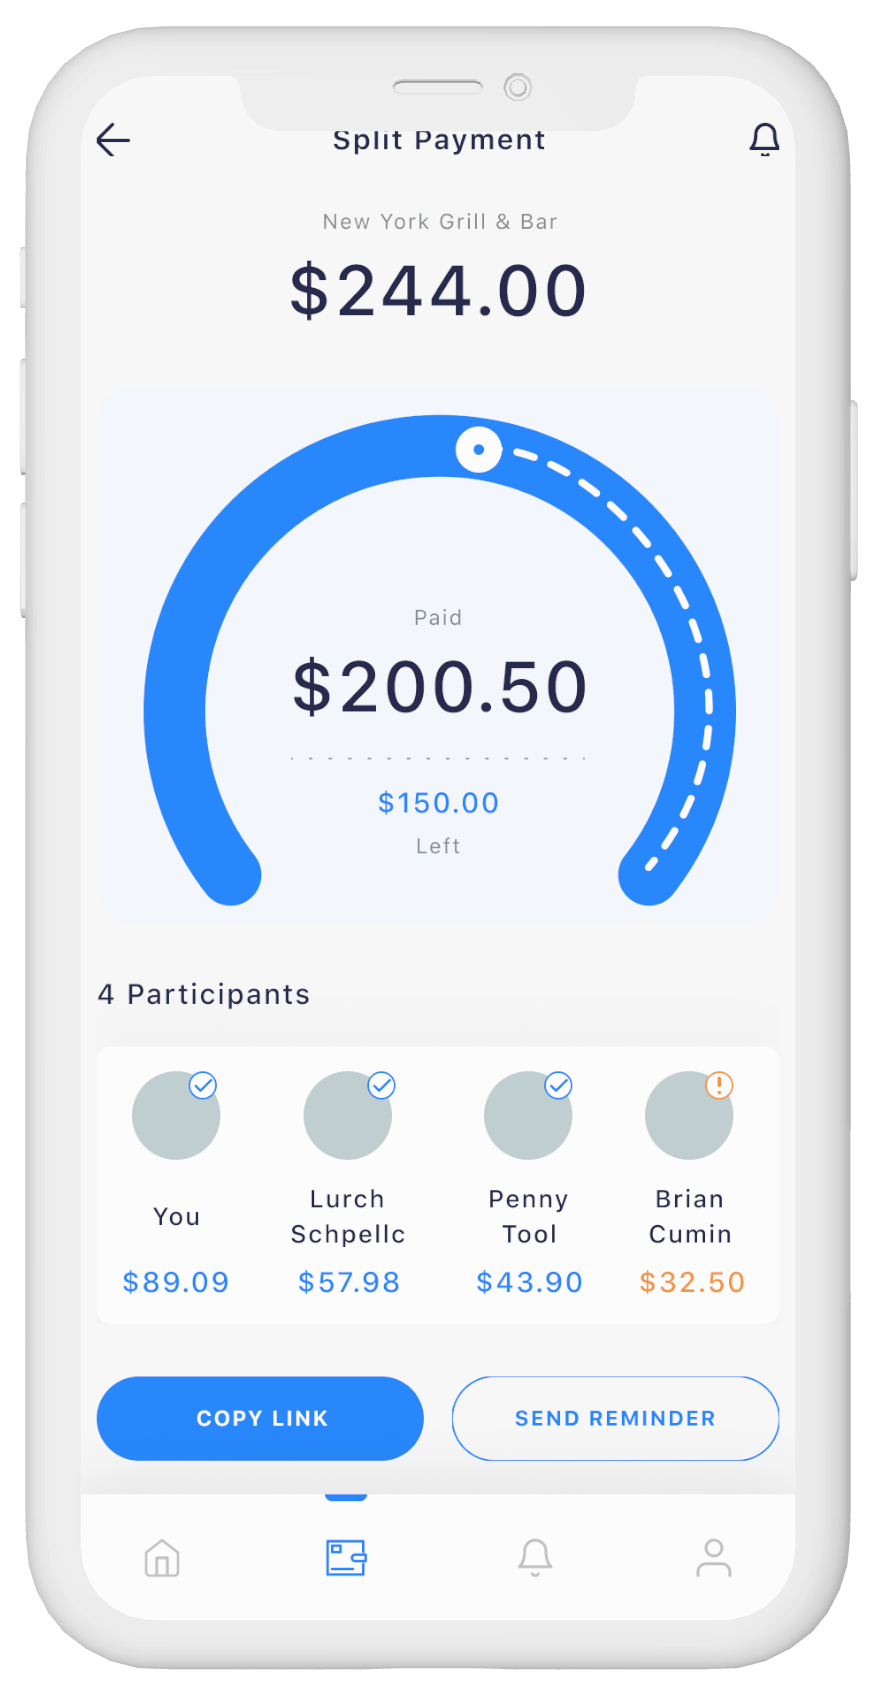 Split Payment
New York Grill & Bar
$244.00
Paid
$200.50
$150.00
Left
4 Participants
You
$89.09
Lurch
Schpellc
$57.98
Penny
Tool
$43.90
Brian
Cumin
$32.50
COPY LINK
SEND REMINDER